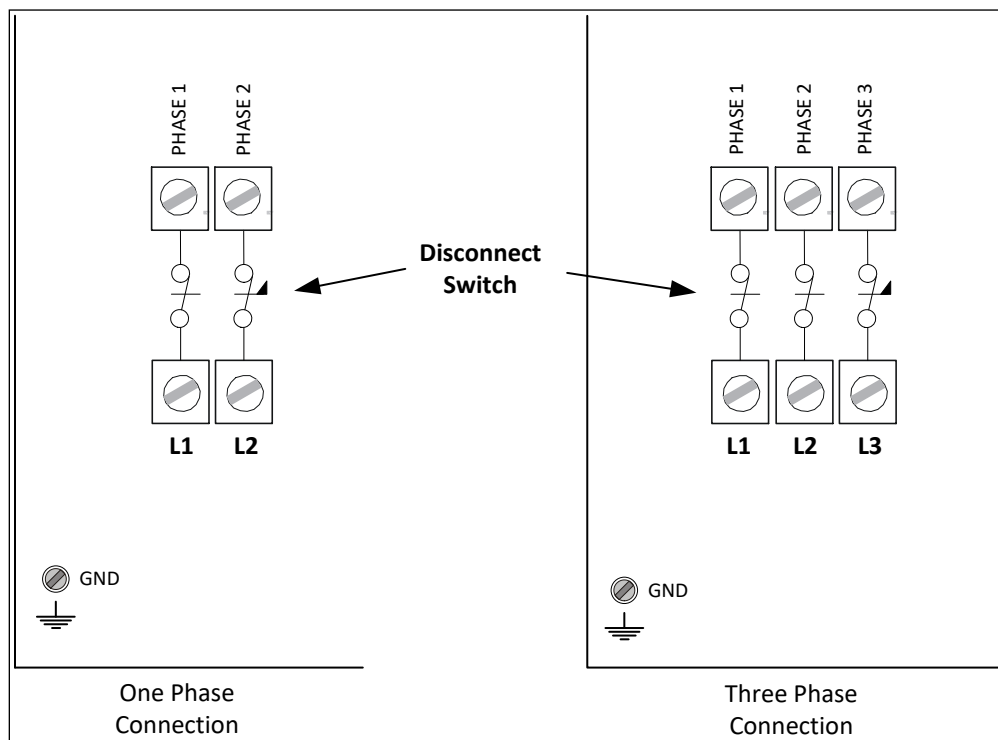 PHASE 1
PHASE 2
L1
L2
GND
One Phase
Connection
Disconnect
Switch
PHASE 1
PHASE 2
PHASE 3
L1
L2
L3
GND
Three Phase
Connection